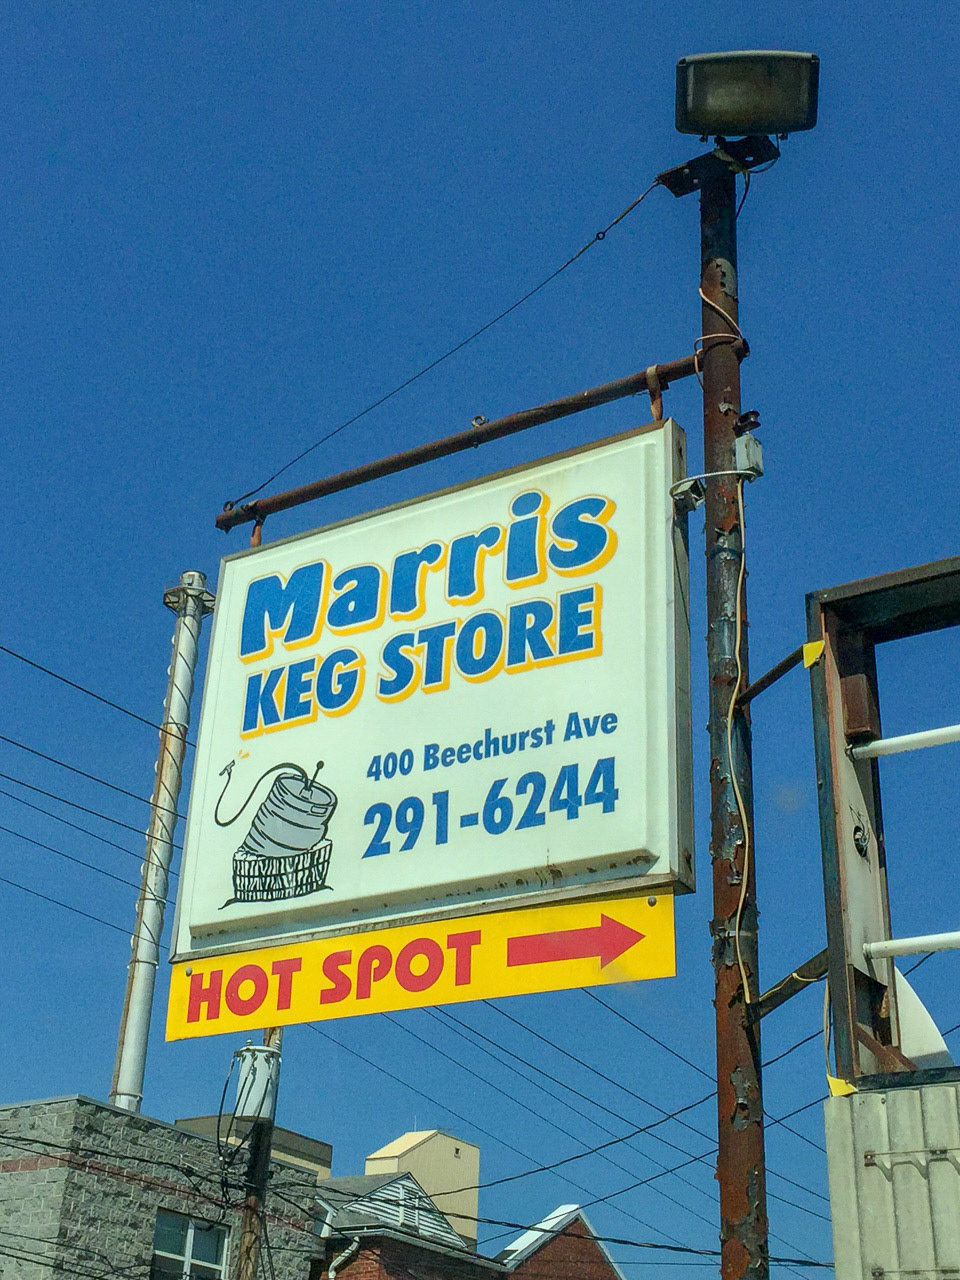 Marris
KEG STORE
400 Beechurst Ave
291-6244
HOT SPOT